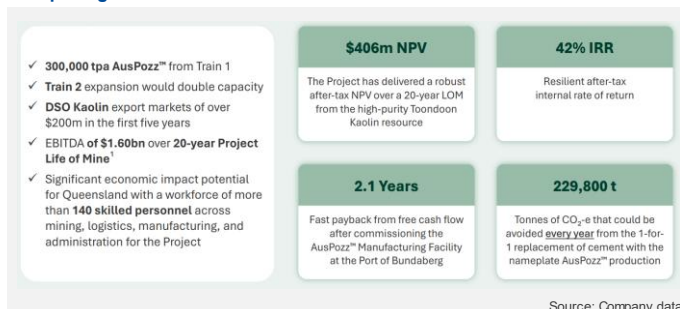 ✓ 300,000 tpa AusPozz™ from Train 1
✓ Train 2 expansion would double capacity
✓ DSO Kaolin export markets of over
$200m in the first five years
✓ EBITDA of $1.60bn over 20-year Project
Life of Mine¹
✓ Significant economic impact potential
for Queensland with a workforce of more
than 140 skilled personnel across
mining, logistics, manufacturing, and
administration for the Project
$406m NPV
The Project has delivered a robust
after-tax NPV over a 20-year LOM
from the high-purity Toondoon
Kaolin resource
42% IRR
Resilient after-tax
internal rate of return
2.1 Years
Fast payback from free cash flow
after commissioning the
AusPozz™ Manufacturing Facility
at the Port of Bundaberg
229,800 t
Tonnes of CO₂-e that could be
avoided every year from the 1-for-
1 replacement of cement with the
nameplate AusPozz™ production
Source: Company data